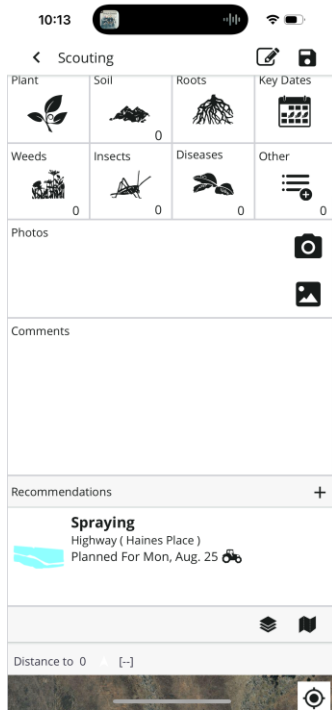 10:13
Scouting
Plant Soil Roots Key Dates
0
Weeds Insects Diseases Other
0 0 0 0
Photos
Comments
Recommendations +
Spraying
Highway ( Haines Place )
Planned For Mon, Aug. 25
Distance to 0 [--]